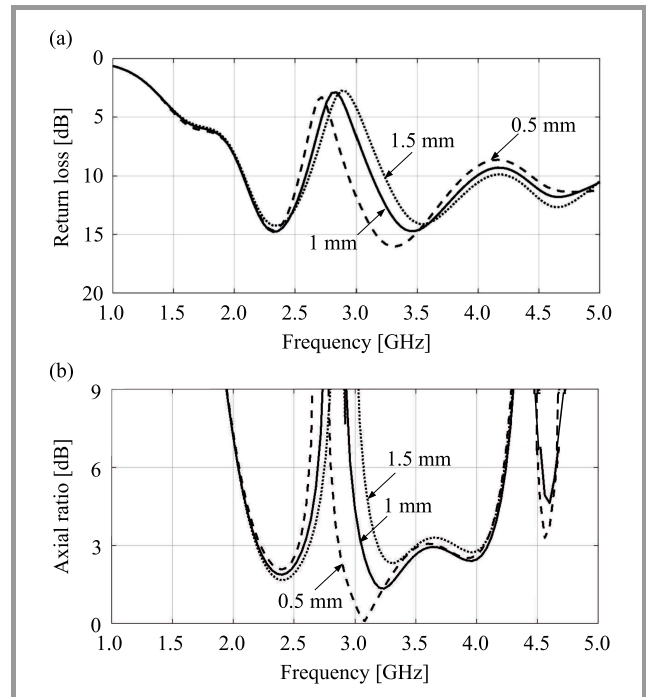 (a)
0
5
10
15
20
Return loss [dB]
0.5 mm
1.5 mm
1 mm
1.0 1.5 2.0 2.5 3.0 3.5 4.0 4.5 5.0
Frequency [GHz]
(b)
9
6
3
0
Axial ratio [dB]
1.5 mm
1 mm
0.5 mm
1.0 1.5 2.0 2.5 3.0 3.5 4.0 4.5 5.0
Frequency [GHz]